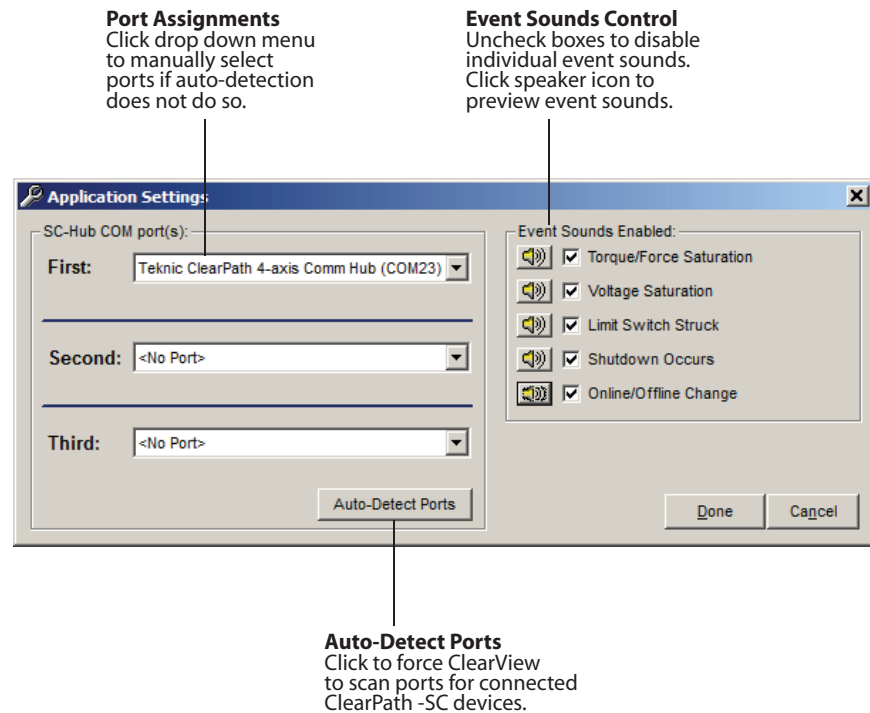 Port Assignments
Click drop down menu
to manually select
ports if auto-detection
does not do so.
Event Sounds Control
Uncheck boxes to disable
individual event sounds.
Click speaker icon to
preview event sounds.
Application Settings
SC-Hub COM port(s):
First: Teknic ClearPath 4-axis Comm Hub (COM23)
Second: <No Port>
Third: <No Port>
Auto-Detect Ports
Event Sounds Enabled:
Torque/Force Saturation
Voltage Saturation
Limit Switch Struck
Shutdown Occurs
Online/Offline Change
Done Cancel
Auto-Detect Ports
Click to force ClearView
to scan ports for connected
ClearPath -SC devices.